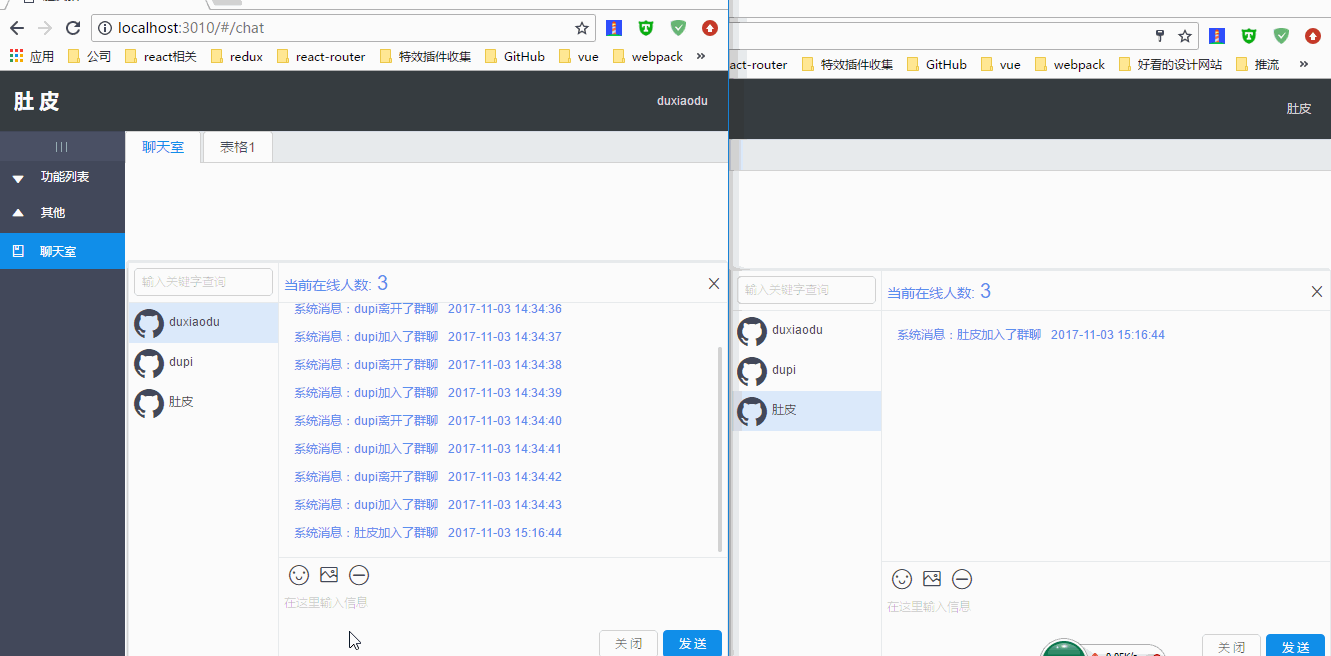 localhost:3010/#/chat
应用 公司 react相关 redux react-router 特效插件收集 GitHub vue webpack »
肚皮
duxiaodu
功能列表
其他
聊天室
聊天室 表格1
输入关键字查询
duxiaodu
dupi
肚皮
当前在线人数: 3
系统消息：dupi离开了群聊 2017-11-03 14:34:36
系统消息：dupi加入了群聊 2017-11-03 14:34:37
系统消息：dupi离开了群聊 2017-11-03 14:34:38
系统消息：dupi加入了群聊 2017-11-03 14:34:39
系统消息：dupi离开了群聊 2017-11-03 14:34:40
系统消息：dupi加入了群聊 2017-11-03 14:34:41
系统消息：dupi离开了群聊 2017-11-03 14:34:42
系统消息：dupi加入了群聊 2017-11-03 14:34:43
系统消息：肚皮加入了群聊 2017-11-03 15:16:44
在这里输入信息
关闭 发送
act-router 特效插件收集 GitHub vue webpack 好看的设计网站 推流 »
肚皮
输入关键字查询
duxiaodu
dupi
肚皮
当前在线人数: 3
系统消息：肚皮加入了群聊 2017-11-03 15:16:44
在这里输入信息
关闭 发送